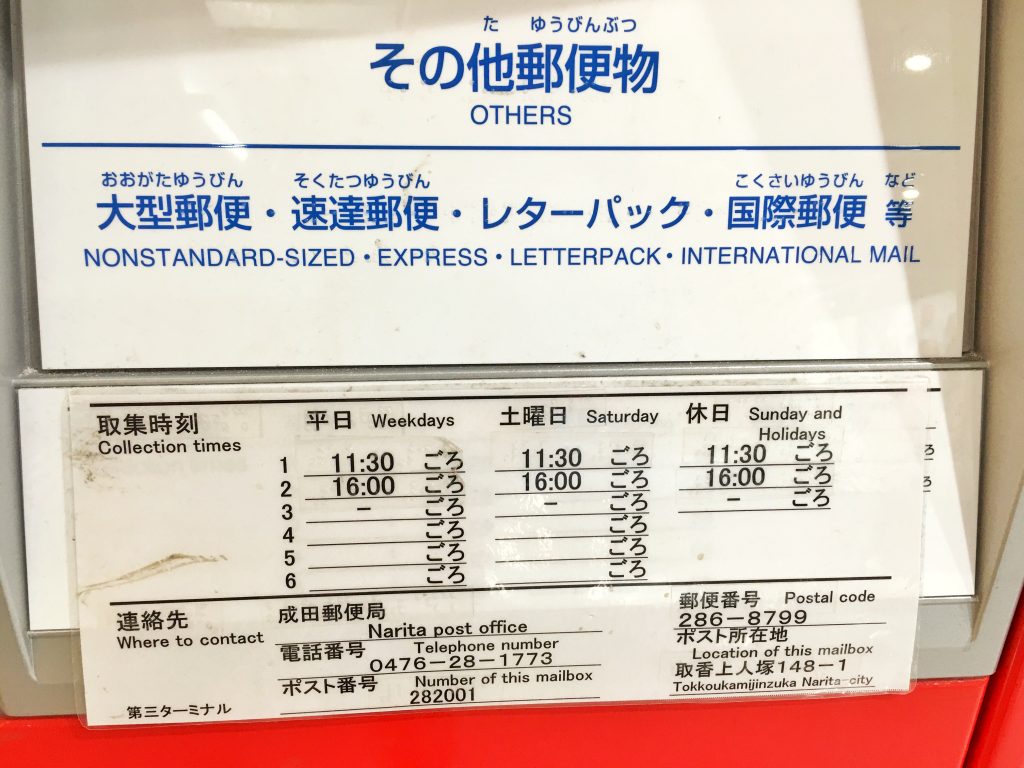 た ゆうびんぶつ
その他郵便物
OTHERS
おおがたゆうびん そくたつゆうびん こくさいゆうびん など
大型郵便・速達郵便・レターパック・国際郵便 等
NONSTANDARD-SIZED・EXPRESS・LETTERPACK・INTERNATIONAL MAIL
取集時刻 平日 Weekdays 土曜日 Saturday 休日 Sunday and
Collection times Holidays
1 11:30 ごろ 11:30 ごろ 11:30 ごろ
2 16:00 ごろ 16:00 ごろ 16:00 ごろ
3 － ごろ － ごろ － ごろ
4 ごろ ごろ
5 ごろ ごろ
6 ごろ ごろ
連絡先
Where to contact
成田郵便局
Narita post office
電話番号 Telephone number
0476－28－1773
ポスト番号 Number of this mailbox
282001
郵便番号 Postal code
286－8799
ポスト所在地
Location of this mailbox
取香上人塚148－1
Tokkoukamijinzuka Narita-city
第三ターミナル